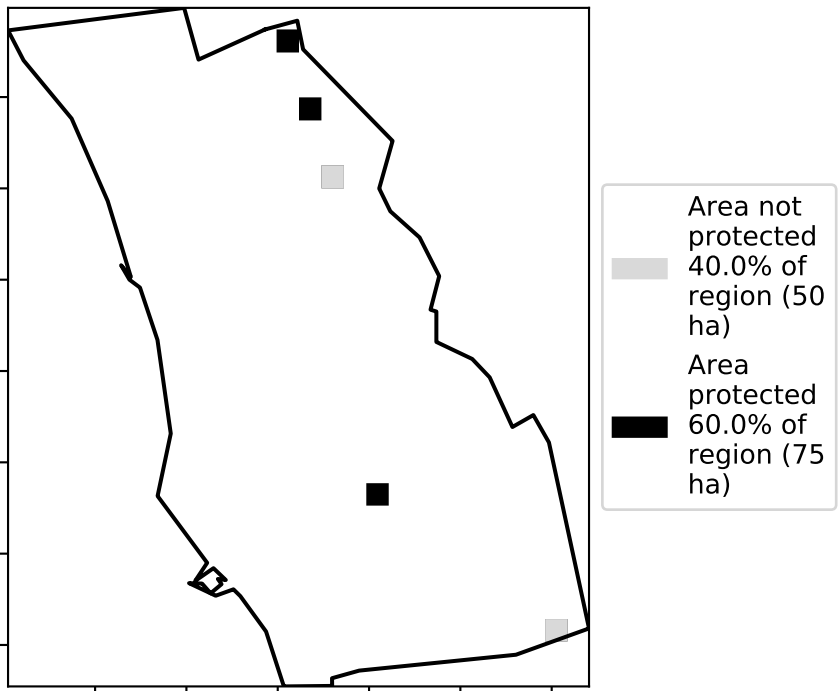 Area not
protected
40.0% of
region (50
ha)
Area
protected
60.0% of
region (75
ha)